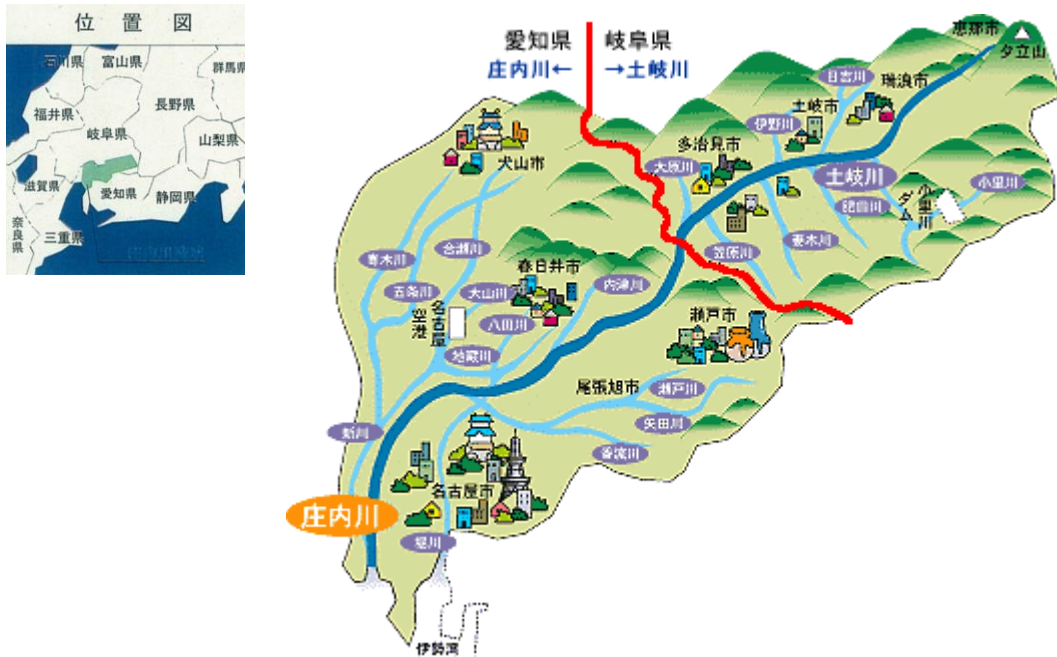 位置図
石川県
富山県
群馬県
福井県
長野県
岐阜県
山梨県
滋賀県
愛知県
静岡県
奈良県
三重県
愛知県
岐阜県
庄内川←
→土岐川
恵那市
夕立山
日吉川
瑞浪市
土岐市
伊野川
多治見市
大原川
土岐川
肥田川
小里川ダム
小里川
妻木川
笠原川
犬山市
合瀬川
青木川
五条川
大山川
春日井市
内津川
名古屋空港
八田川
地蔵川
瀬戸市
尾張旭市
瀬戸川
矢田川
香流川
新川
名古屋市
庄内川
堀川
伊勢湾